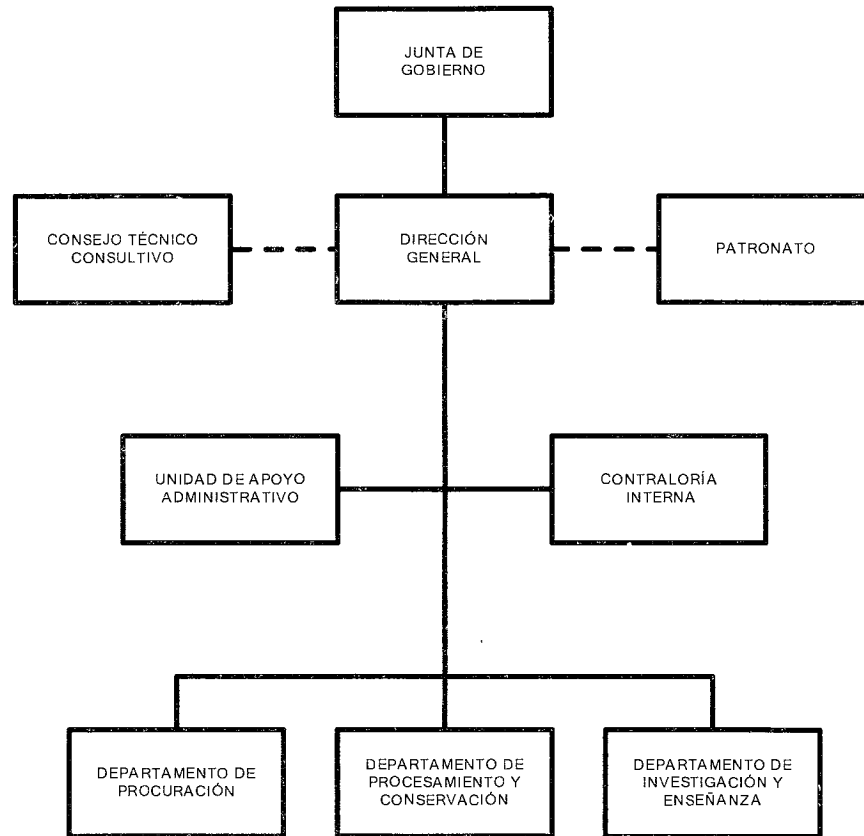 JUNTA DE
GOBIERNO
CONSEJO TÉCNICO
CONSULTIVO
DIRECCIÓN
GENERAL
PATRONATO
UNIDAD DE APOYO
ADMINISTRATIVO
CONTRALORÍA
INTERNA
DEPARTAMENTO DE
PROCURACIÓN
DEPARTAMENTO DE
PROCESAMIENTO Y
CONSERVACIÓN
DEPARTAMENTO DE
INVESTIGACIÓN Y
ENSEÑANZA